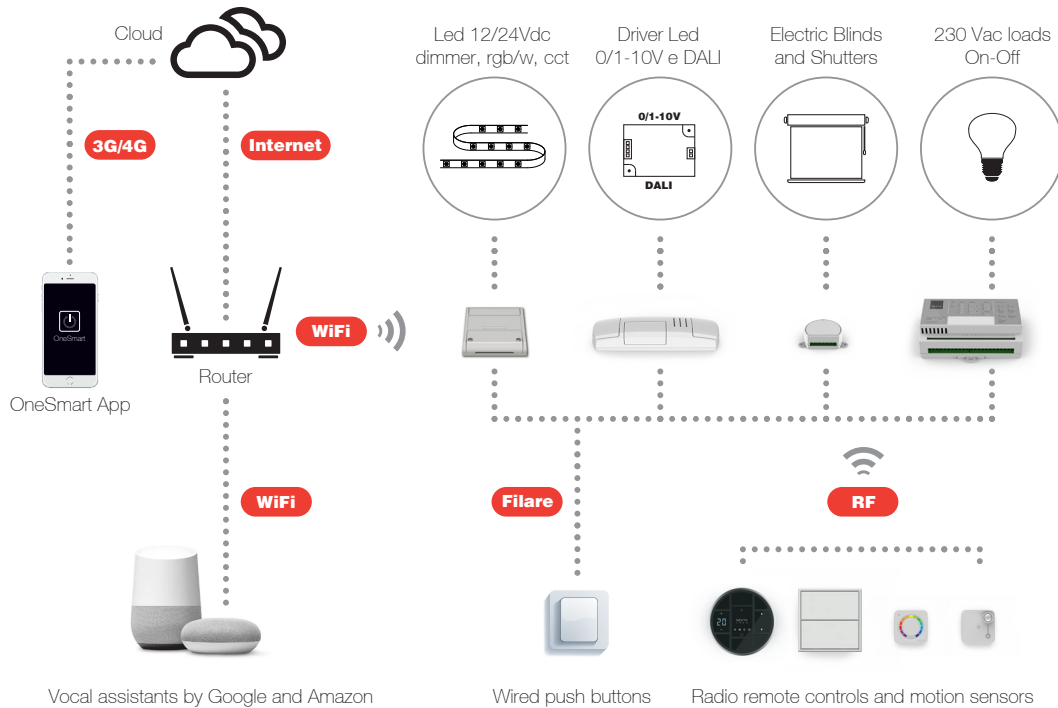 Cloud
Led 12/24Vdc
dimmer, rgb/w, cct
Driver Led
0/1-10V e DALI
Electric Blinds
and Shutters
230 Vac loads
On-Off
3G/4G
Internet
0/1-10V
DALI
OneSmart
WiFi
Router
OneSmart App
WiFi
Filare
RF
20
Vocal assistants by Google and Amazon
Wired push buttons
Radio remote controls and motion sensors